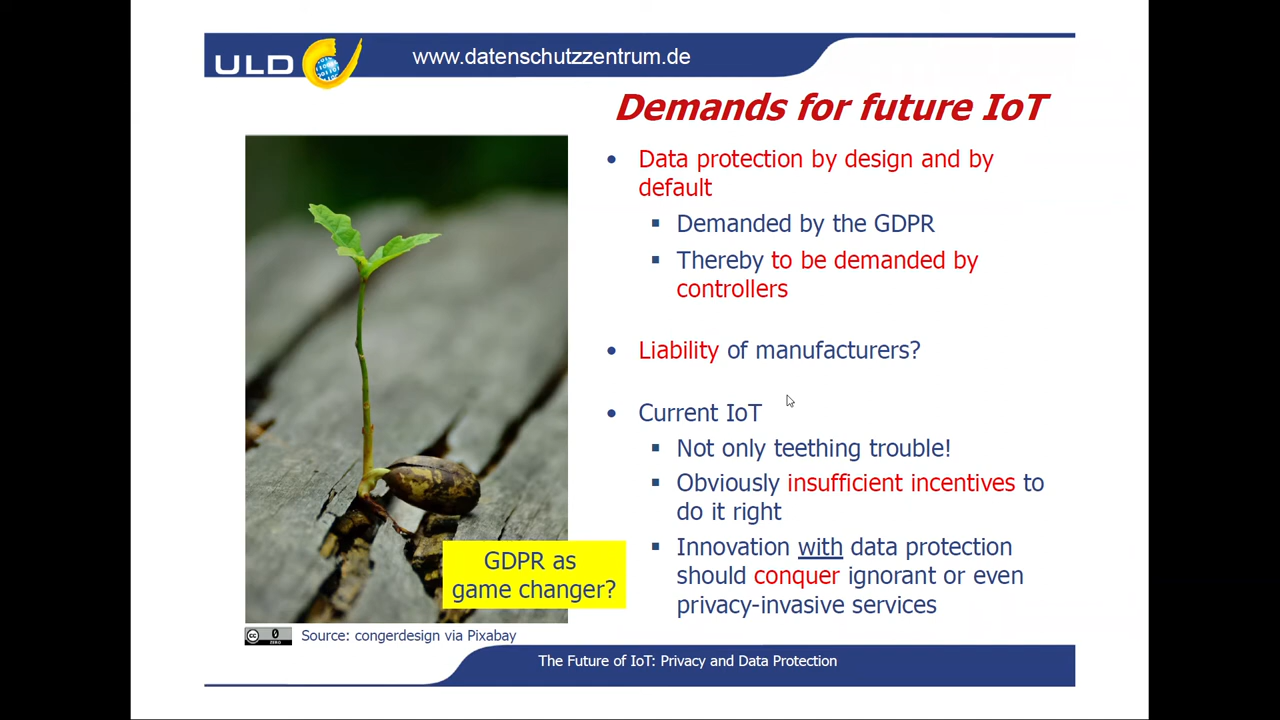 ULD
www.datenschutzzentrum.de
Demands for future IoT
• Data protection by design and by
default
▪ Demanded by the GDPR
▪ Thereby to be demanded by
controllers
• Liability of manufacturers?
• Current IoT
▪ Not only teething trouble!
▪ Obviously insufficient incentives to
do it right
▪ Innovation with data protection
should conquer ignorant or even
privacy-invasive services
GDPR as
game changer?
cc 0
ZERO
Source: congerdesign via Pixabay
The Future of IoT: Privacy and Data Protection